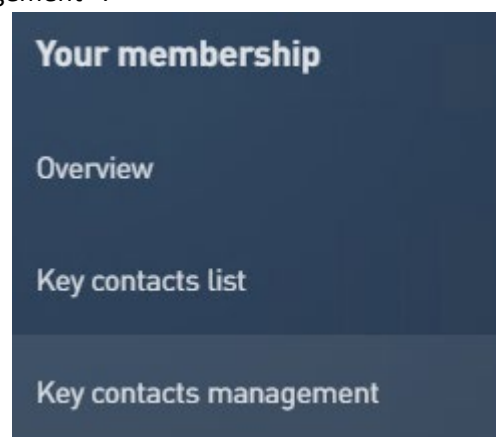 Your membership
Overview
Key contacts list
Key contacts management